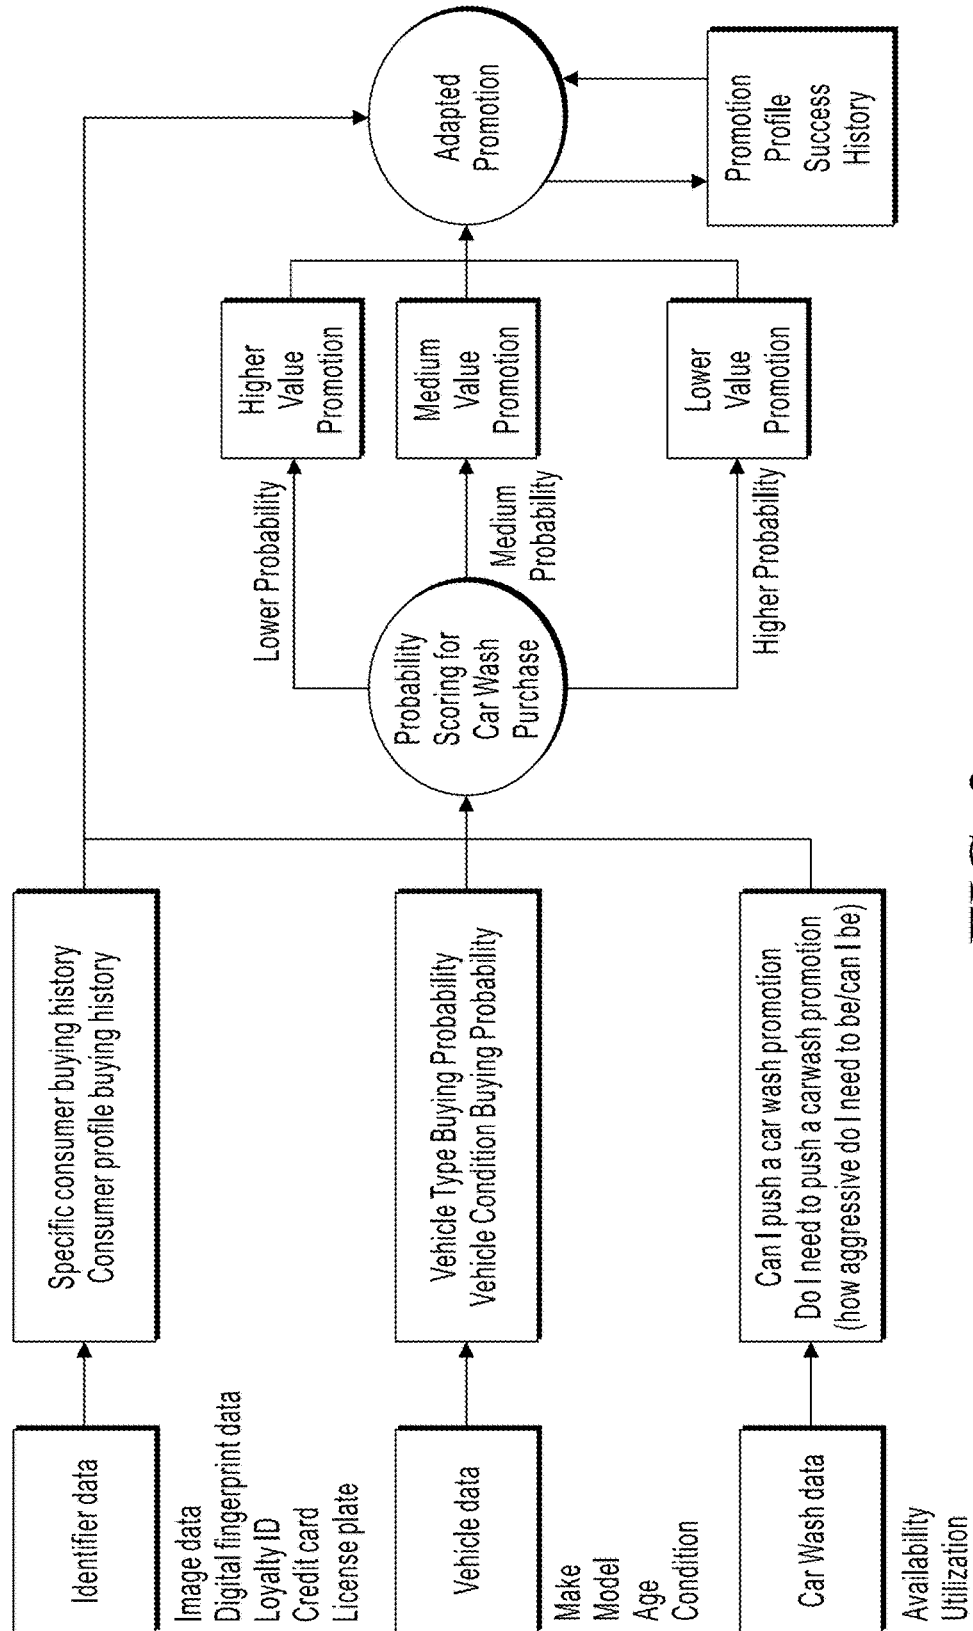 Identifier data
Image data
Digital fingerprint data
Loyalty ID
Credit card
License plate
Specific consumer buying history
Consumer profile buying history
Vehicle data
Make
Model
Age
Condition
Vehicle Type Buying Probability
Vehicle Condition Buying Probability
Car Wash data
Availability
Utilization
Can I push a car wash promotion
Do I need to push a carwash promotion
(how aggressive do I need to be/can I be)
Probability
Scoring for
Car Wash
Purchase
Lower Probability
Medium
Probability
Higher Probability
Higher
Value
Promotion
Medium
Value
Promotion
Lower
Value
Promotion
Adapted
Promotion
Promotion
Profile
Success
History